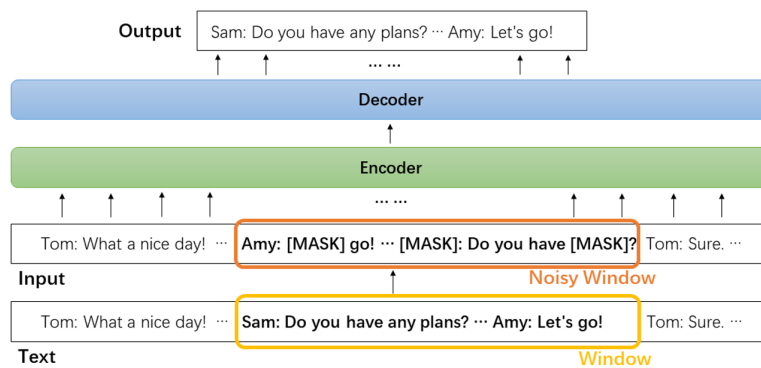 Output
Sam: Do you have any plans? ··· Amy: Let's go!
··· ···
Decoder
Encoder
··· ···
Tom: What a nice day! ··· Amy: [MASK] go! ··· [MASK]: Do you have [MASK]? Tom: Sure. ···
Input
Noisy Window
Tom: What a nice day! ··· Sam: Do you have any plans? ··· Amy: Let's go! Tom: Sure. ···
Text
Window